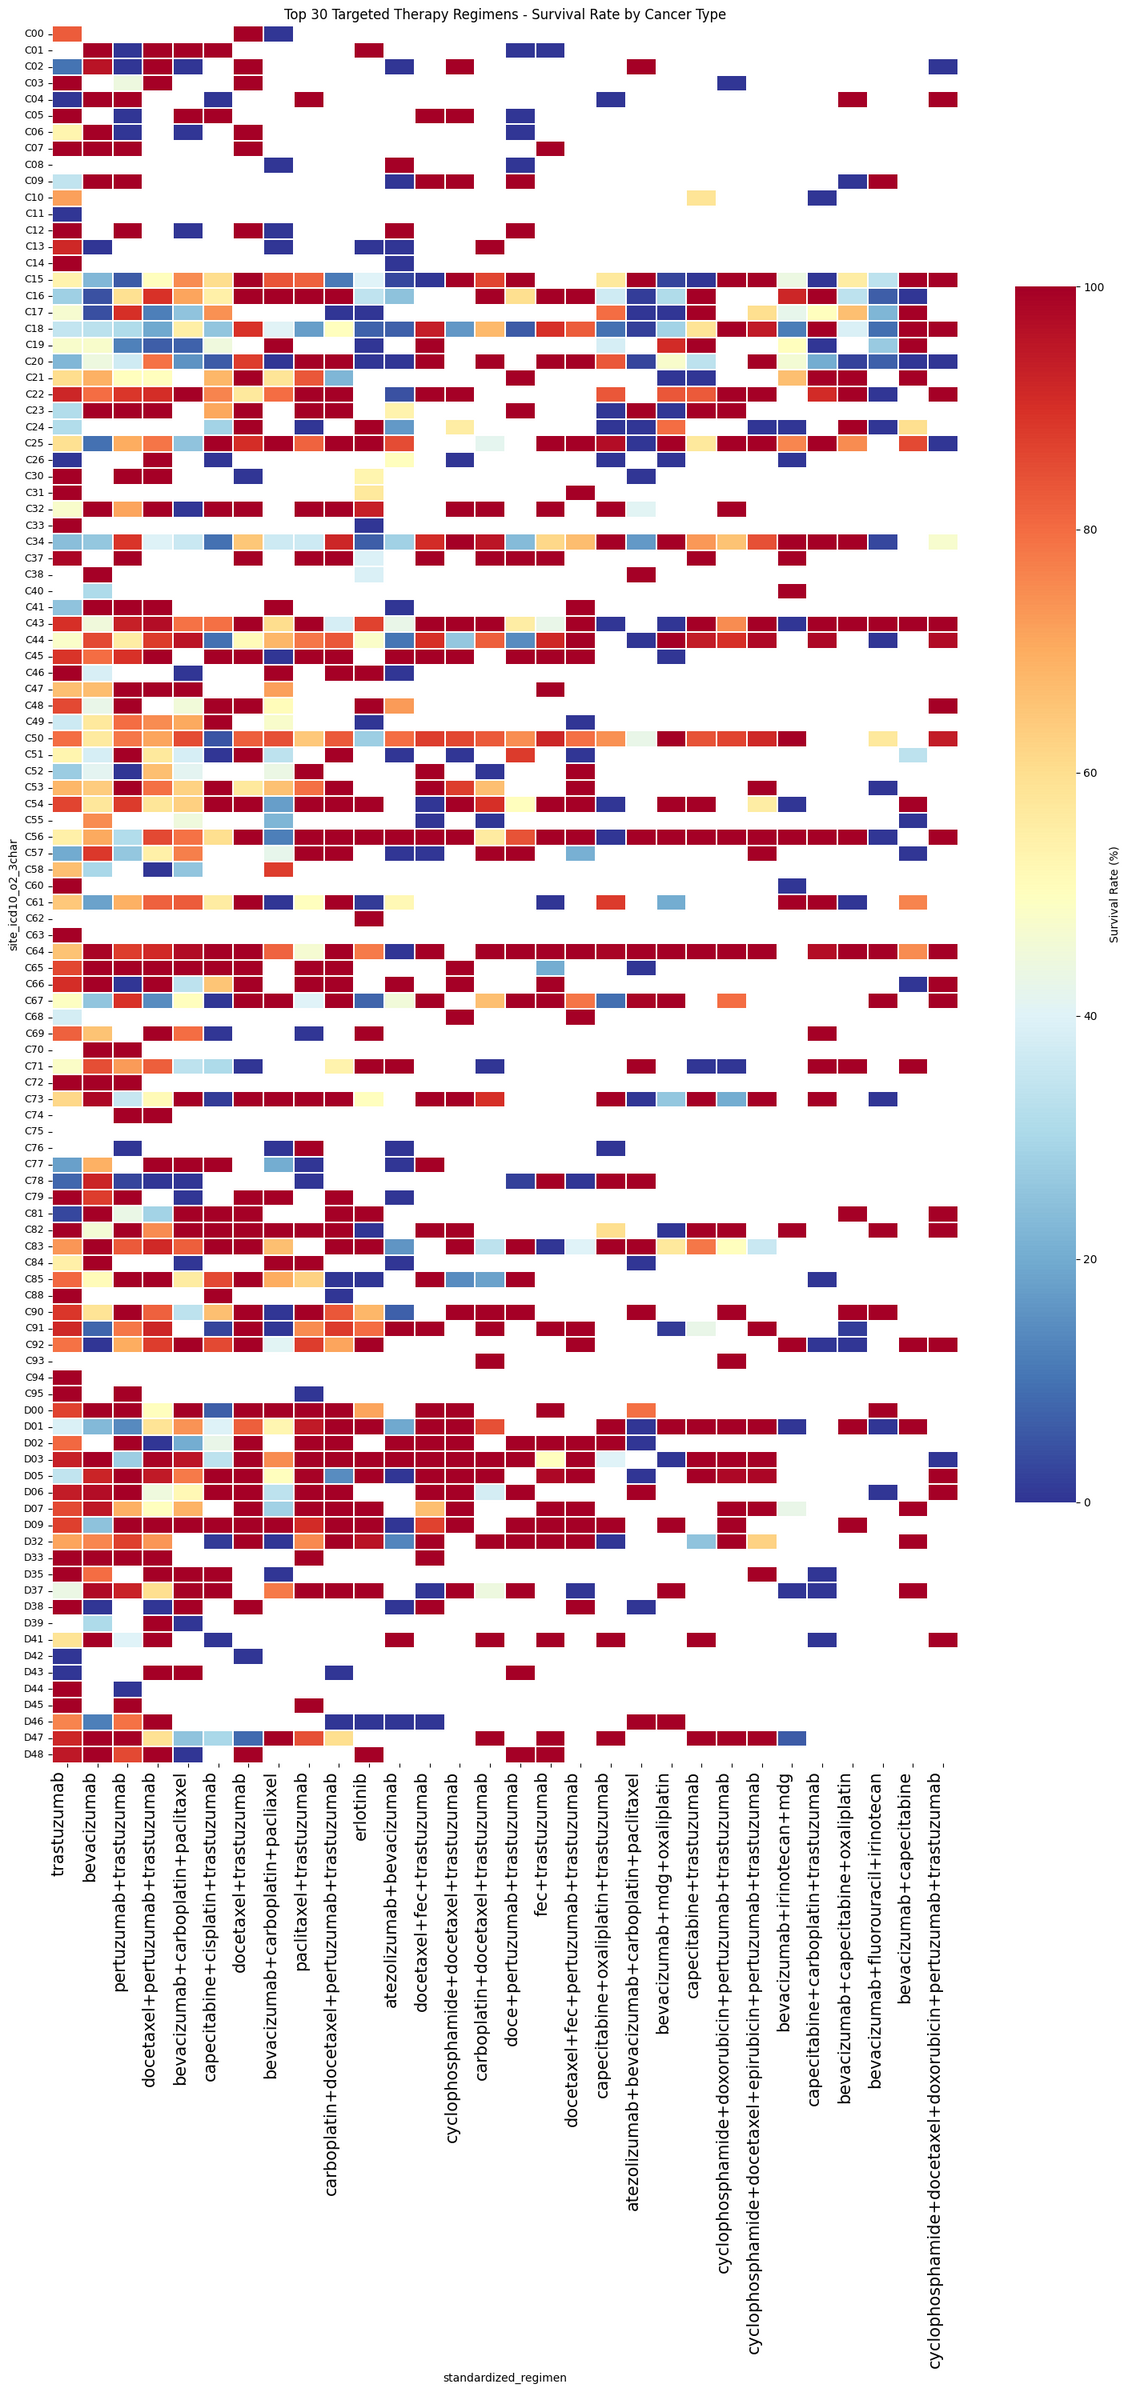 Top 30 Targeted Therapy Regimens - Survival Rate by Cancer Type
site_icd10_o2_3char
C00
C01
C02
C03
C04
C05
C06
C07
C08
C09
C10
C11
C12
C13
C14
C15
C16
C17
C18
C19
C20
C21
C22
C23
C24
C25
C26
C30
C31
C32
C33
C34
C37
C38
C40
C41
C43
C44
C45
C46
C47
C48
C49
C50
C51
C52
C53
C54
C55
C56
C57
C58
C60
C61
C62
C63
C64
C65
C66
C67
C68
C69
C70
C71
C72
C73
C74
C75
C76
C77
C78
C79
C81
C82
C83
C84
C85
C88
C90
C91
C92
C93
C94
C95
D00
D01
D02
D03
D05
D06
D07
D09
D32
D33
D35
D37
D38
D39
D41
D42
D43
D44
D45
D46
D47
D48
trastuzumab
bevacizumab
pertuzumab+trastuzumab
docetaxel+pertuzumab+trastuzumab
bevacizumab+carboplatin+paclitaxel
capecitabine+cisplatin+trastuzumab
docetaxel+trastuzumab
bevacizumab+carboplatin+pacliaxel
paclitaxel+trastuzumab
carboplatin+docetaxel+pertuzumab+trastuzumab
erlotinib
atezolizumab+bevacizumab
docetaxel+fec+trastuzumab
cyclophosphamide+docetaxel+trastuzumab
carboplatin+docetaxel+trastuzumab
doce+pertuzumab+trastuzumab
fec+trastuzumab
docetaxel+fec+pertuzumab+trastuzumab
capecitabine+oxaliplatin+trastuzumab
atezolizumab+bevacizumab+carboplatin+paclitaxel
bevacizumab+mdg+oxaliplatin
capecitabine+trastuzumab
cyclophosphamide+doxorubicin+pertuzumab+trastuzumab
cyclophosphamide+docetaxel+epirubicin+pertuzumab+trastuzumab
bevacizumab+irinotecan+mdg
capecitabine+carboplatin+trastuzumab
bevacizumab+capecitabine+oxaliplatin
bevacizumab+fluorouracil+irinotecan
bevacizumab+capecitabine
cyclophosphamide+docetaxel+doxorubicin+pertuzumab+trastuzumab
standardized_regimen
100
80
60
40
20
0
Survival Rate (%)